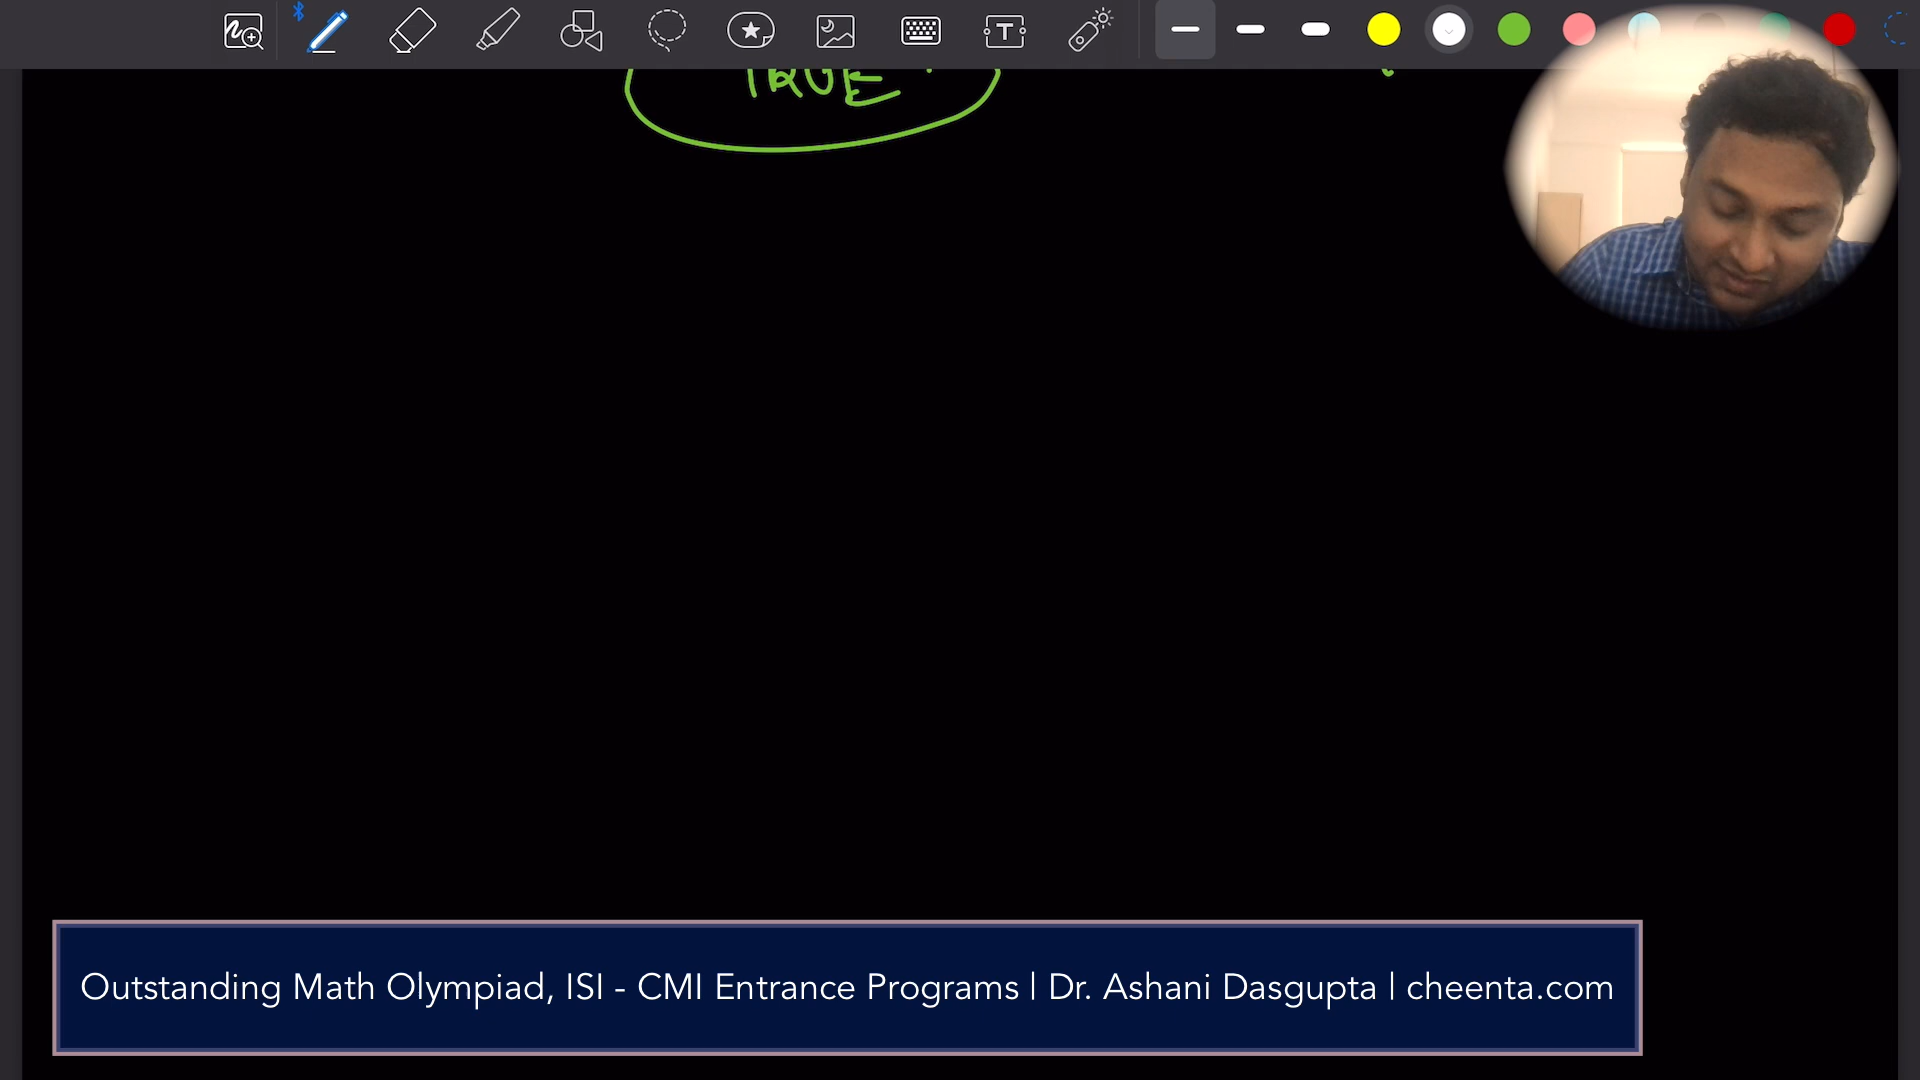 TRUE
Outstanding Math Olympiad, ISI - CMI Entrance Programs | Dr. Ashani Dasgupta | cheenta.com